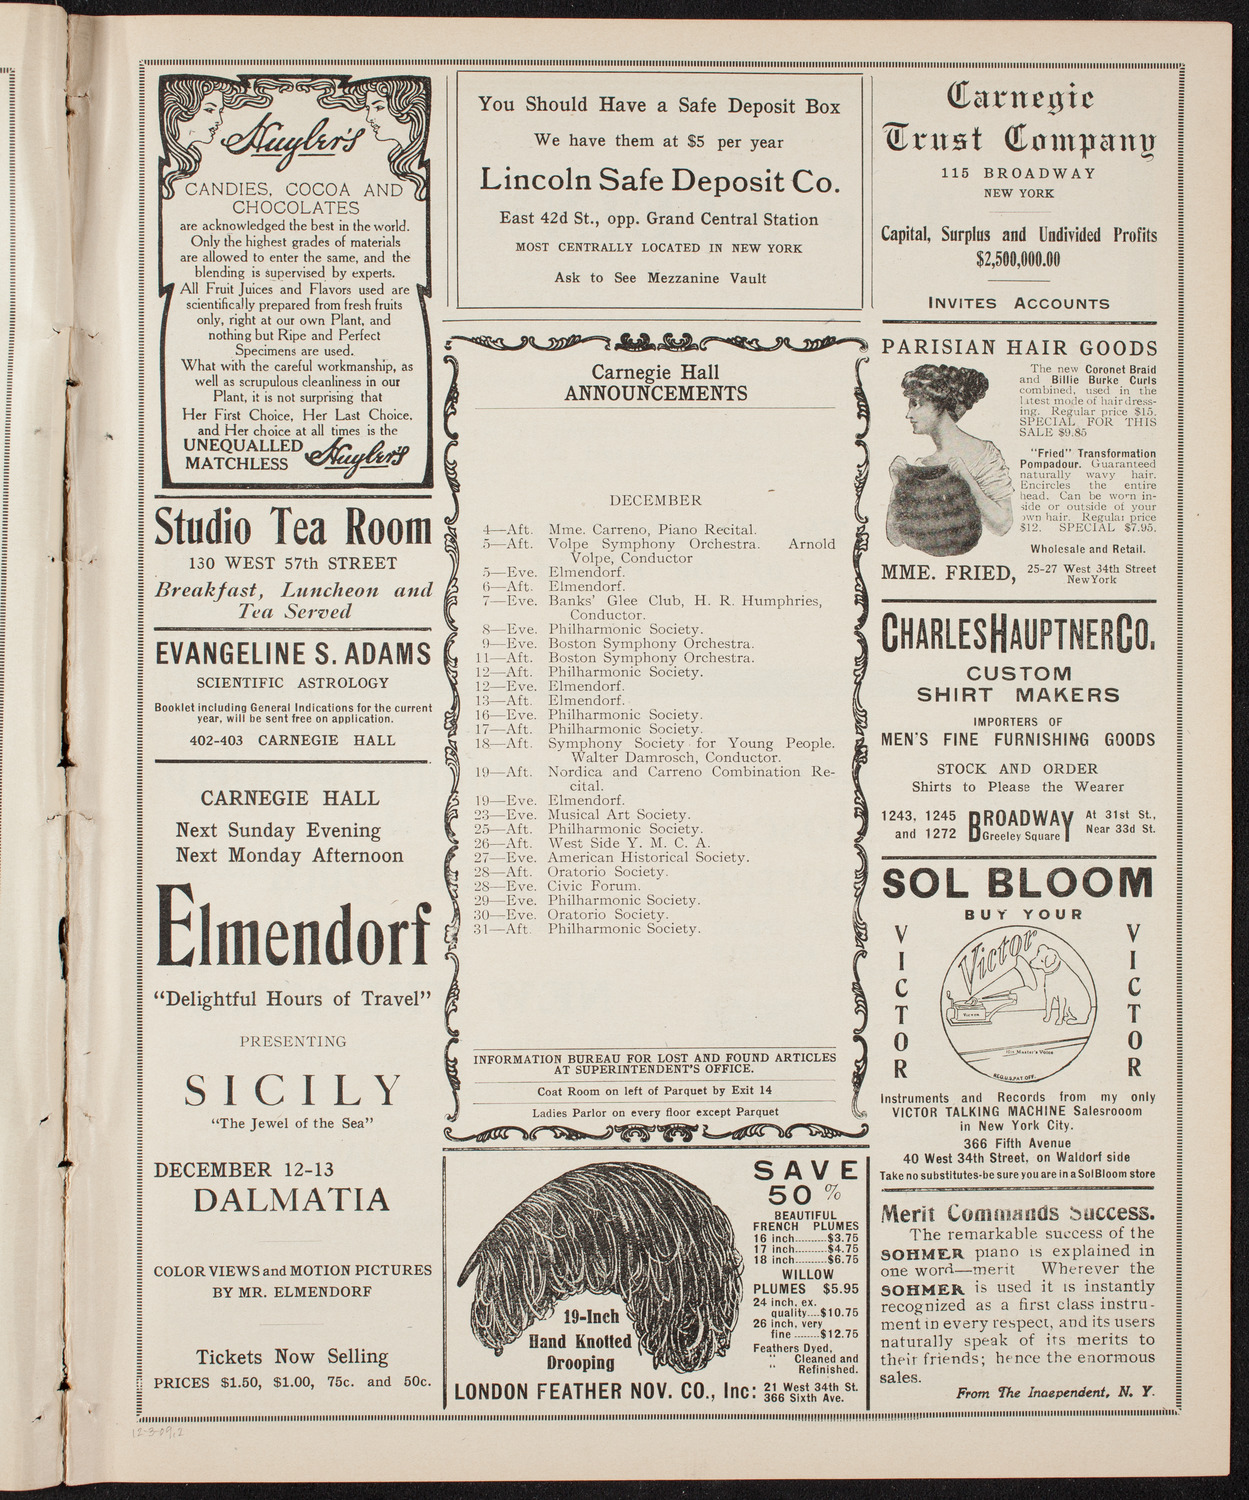 Huyler's
CANDIES, COCOA AND
CHOCOLATES
are acknowledged the best in the world.
Only the highest grades of materials
are allowed to enter the same, and the
blending is supervised by experts.
All Fruit Juices and Flavors used are
scientifically prepared from fresh fruits
only, right at our own Plant, and
nothing but Ripe and Perfect
Specimens are used.
What with the careful workmanship, as
well as scrupulous cleanliness in our
Plant, it is not surprising that
Her First Choice, Her Last Choice,
and Her choice at all times is the
UNEQUALLED
MATCHLESS Huyler's
Studio Tea Room
130 WEST 57th STREET
Breakfast, Luncheon and
Tea Served
EVANGELINE S. ADAMS
SCIENTIFIC ASTROLOGY
Booklet including General Indications for the current
year, will be sent free on application.
402-403 CARNEGIE HALL
CARNEGIE HALL
Next Sunday Evening
Next Monday Afternoon
Elmendorf
"Delightful Hours of Travel"
PRESENTING
SICILY
"The Jewel of the Sea"
DECEMBER 12-13
DALMATIA
COLOR VIEWS and MOTION PICTURES
BY MR. ELMENDORF
Tickets Now Selling
PRICES $1.50, $1.00, 75c. and 50c.
You Should Have a Safe Deposit Box
We have them at $5 per year
Lincoln Safe Deposit Co.
East 42d St., opp. Grand Central Station
MOST CENTRALLY LOCATED IN NEW YORK
Ask to See Mezzanine Vault
Carnegie Hall
ANNOUNCEMENTS
DECEMBER
4—Aft. Mme. Carreno, Piano Recital.
5—Aft. Volpe Symphony Orchestra. Arnold
Volpe, Conductor
5—Eve. Elmendorf.
6—Aft. Elmendorf.
7—Eve. Banks' Glee Club, H. R. Humphries,
Conductor.
8—Eve. Philharmonic Society.
9—Eve. Boston Symphony Orchestra.
11—Aft. Boston Symphony Orchestra.
12—Aft. Philharmonic Society.
12—Eve. Elmendorf.
13—Aft. Elmendorf.
16—Eve. Philharmonic Society.
17—Aft. Philharmonic Society.
18—Aft. Symphony Society for Young People.
Walter Damrosch, Conductor.
19—Aft. Nordica and Carreno Combination Re-
cital.
19—Eve. Elmendorf.
23—Eve. Musical Art Society.
25—Aft. Philharmonic Society.
26—Aft. West Side Y. M. C. A.
27—Eve. American Historical Society.
28—Aft. Oratorio Society.
28—Eve. Civic Forum.
29—Eve. Philharmonic Society.
30—Eve. Oratorio Society.
31—Aft. Philharmonic Society.
INFORMATION BUREAU FOR LOST AND FOUND ARTICLES
AT SUPERINTENDENT'S OFFICE.
Coat Room on left of Parquet by Exit 14
Ladies Parlor on every floor except Parquet
19-Inch
Hand Knotted
Drooping
SAVE
50%
BEAUTIFUL
FRENCH PLUMES
16 inch.........$3.75
17 inch.........$4.75
18 inch.........$6.75
WILLOW
PLUMES $5.95
24 inch, ex.
quality....$10.75
26 inch, very
fine........$12.75
Feathers Dyed,
" Cleaned and
" Refinished.
LONDON FEATHER NOV. CO., Inc: 21 West 34th St.
366 Sixth Ave.
Carnegie
Trust Company
115 BROADWAY
NEW YORK
Capital, Surplus and Undivided Profits
$2,500,000.00
INVITES ACCOUNTS
PARISIAN HAIR GOODS
The new Coronet Braid
and Billie Burke Curls
combined, used in the
latest mode of hairdress-
ing. Regular price $15.
SPECIAL FOR THIS
SALE $9.85
"Fried" Transformation
Pompadour. Guaranteed
naturally wavy hair.
Encircles the entire
head. Can be worn in-
side or outside of your
own hair. Regular price
$12. SPECIAL $7.95.
Wholesale and Retail.
MME. FRIED, 25-27 West 34th Street
New York
CHARLES HAUPTNER CO.
CUSTOM
SHIRT MAKERS
IMPORTERS OF
MEN'S FINE FURNISHING GOODS
STOCK AND ORDER
Shirts to Please the Wearer
1243, 1245
and 1272 BROADWAY At 31st St.,
Greeley Square Near 33d St.
SOL BLOOM
BUY YOUR
VICTOR
Victor
VICTOR
His Master's Voice
REG.U.S.PAT.OFF.
Instruments and Records from my only
VICTOR TALKING MACHINE Salesrooom
in New York City.
366 Fifth Avenue
40 West 34th Street, on Waldorf side
Take no substitutes-be sure you are in a Sol Bloom store
Merit Commands Success.
The remarkable success of the
SOHMER piano is explained in
one word—merit Wherever the
SOHMER is used it is instantly
recognized as a first class instru-
ment in every respect, and its users
naturally speak of its merits to
their friends; hence the enormous
sales.
From The Independent, N. Y.
12-3-09,2